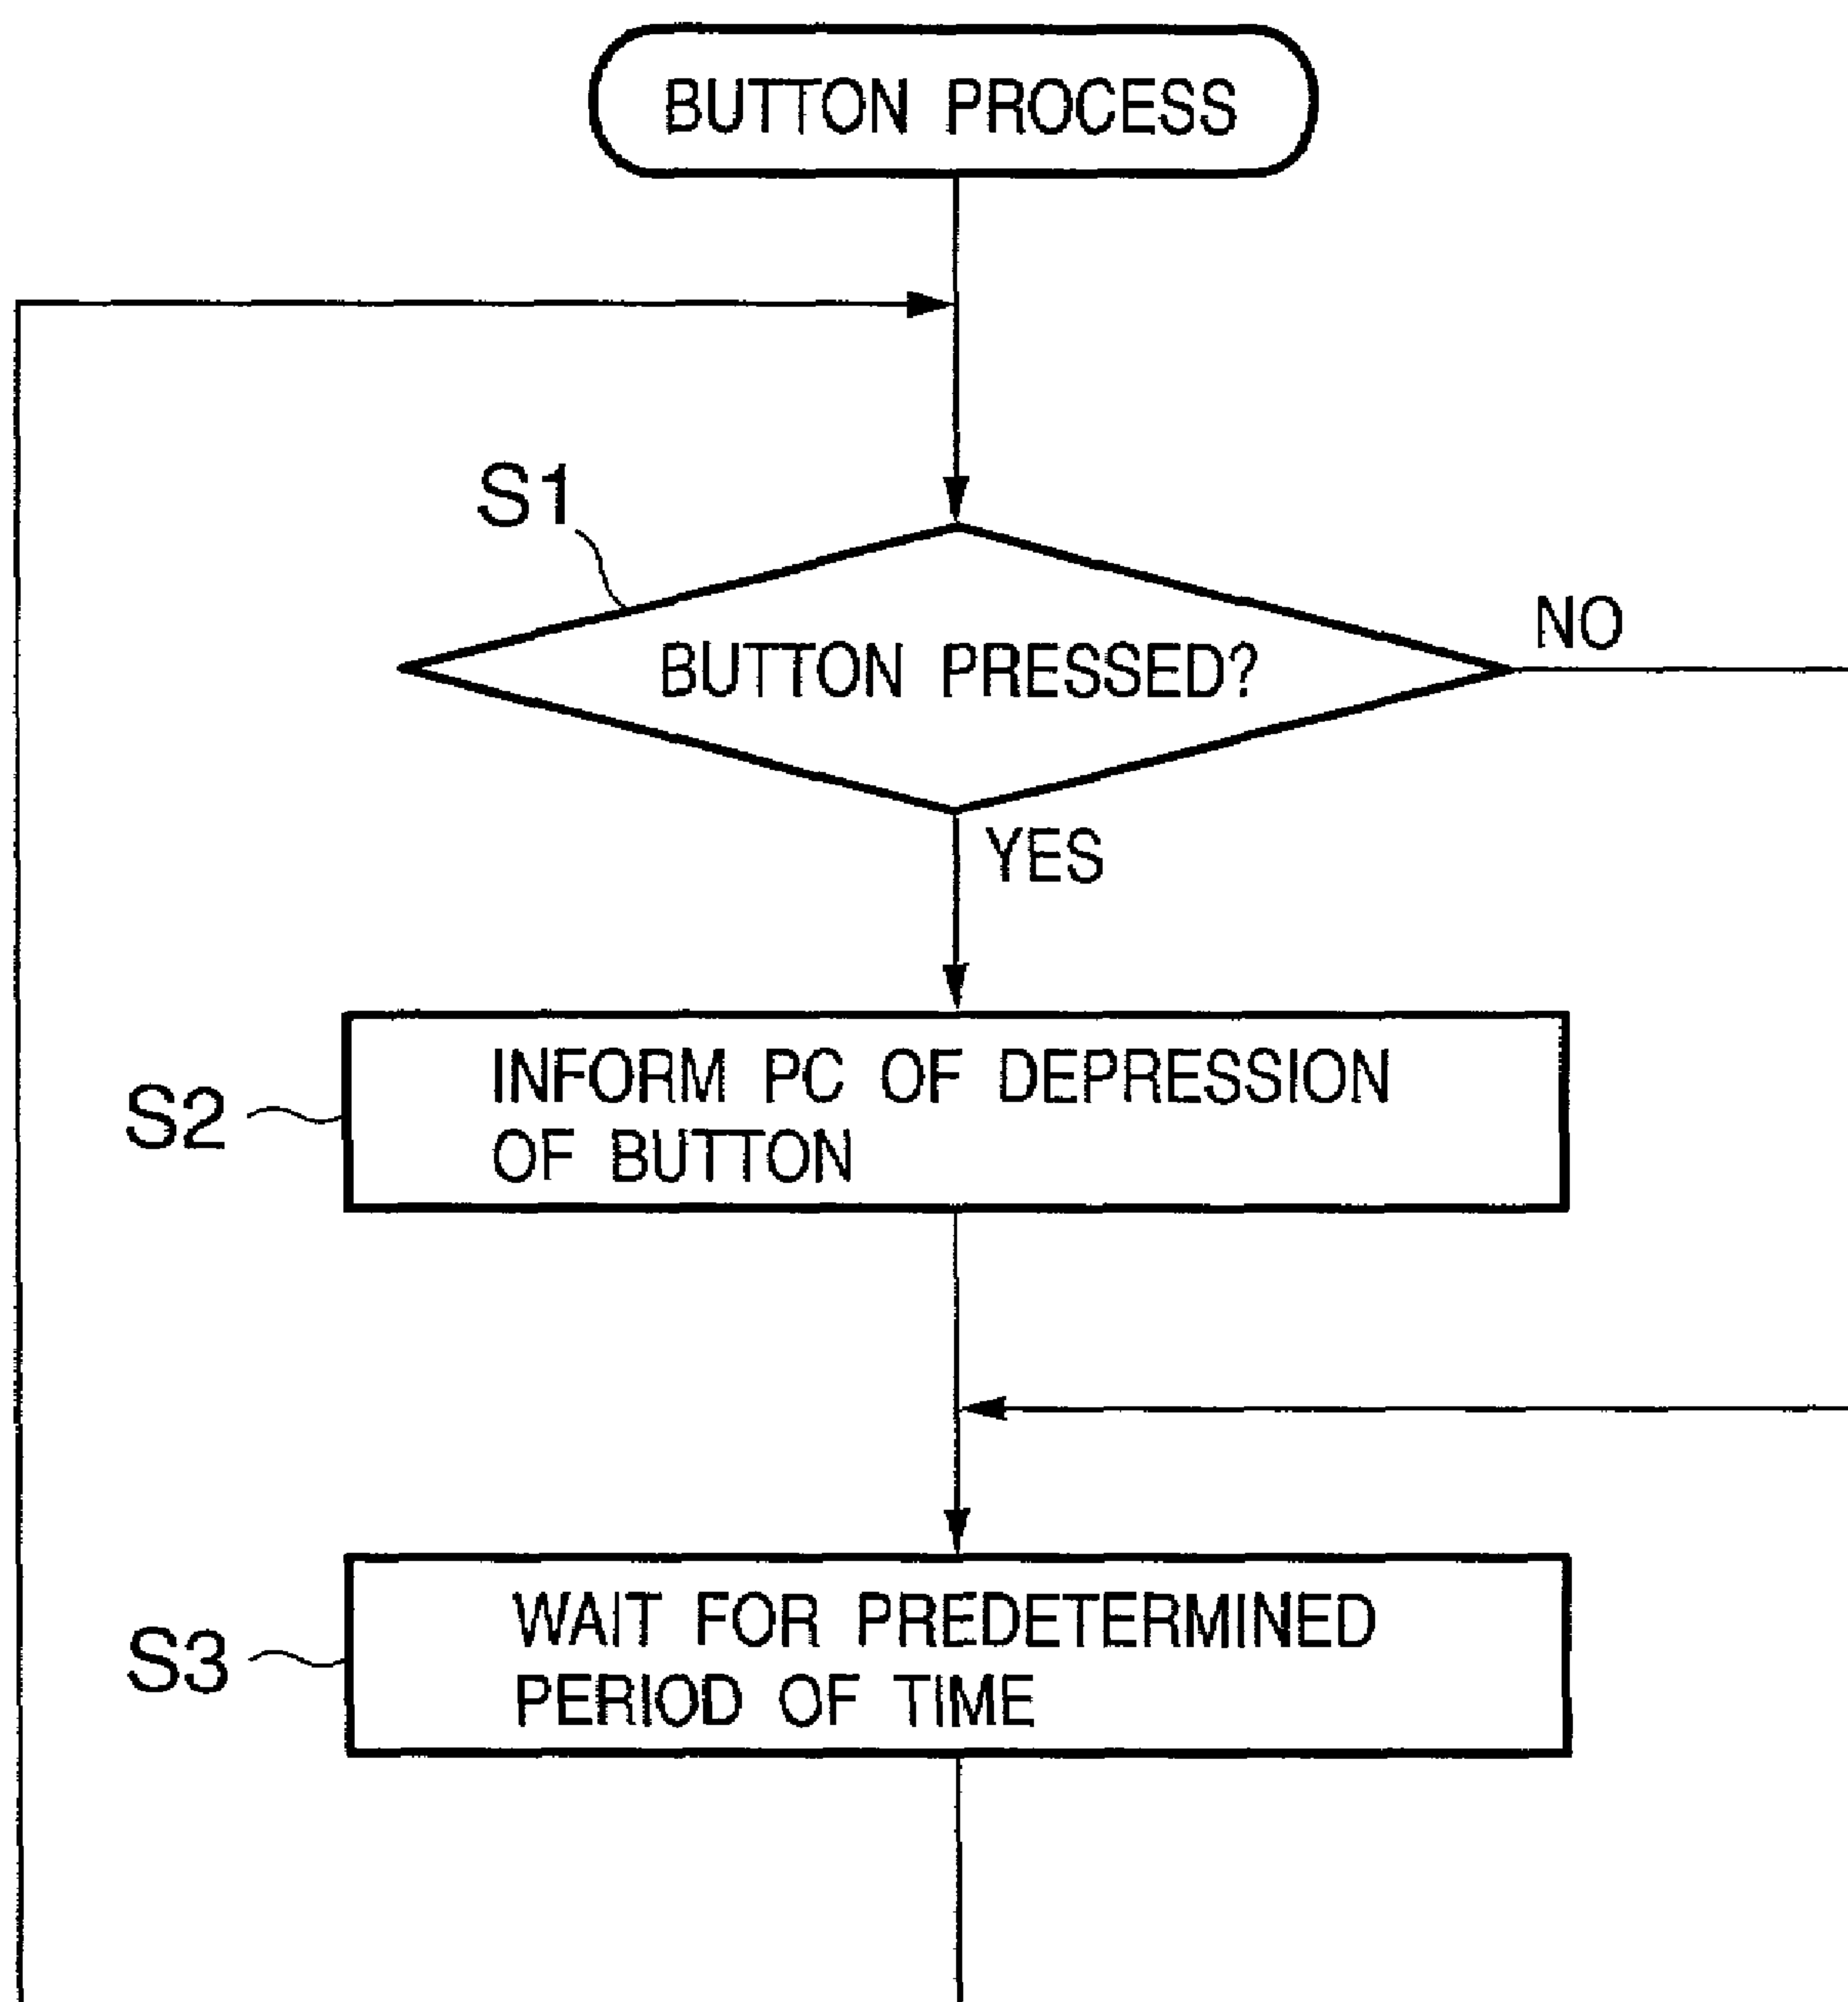 BUTTON PROCESS
S1
BUTTON PRESSED?
NO
YES
S2
INFORM PC OF DEPRESSION
OF BUTTON
S3
WAIT FOR PREDETERMINED
PERIOD OF TIME